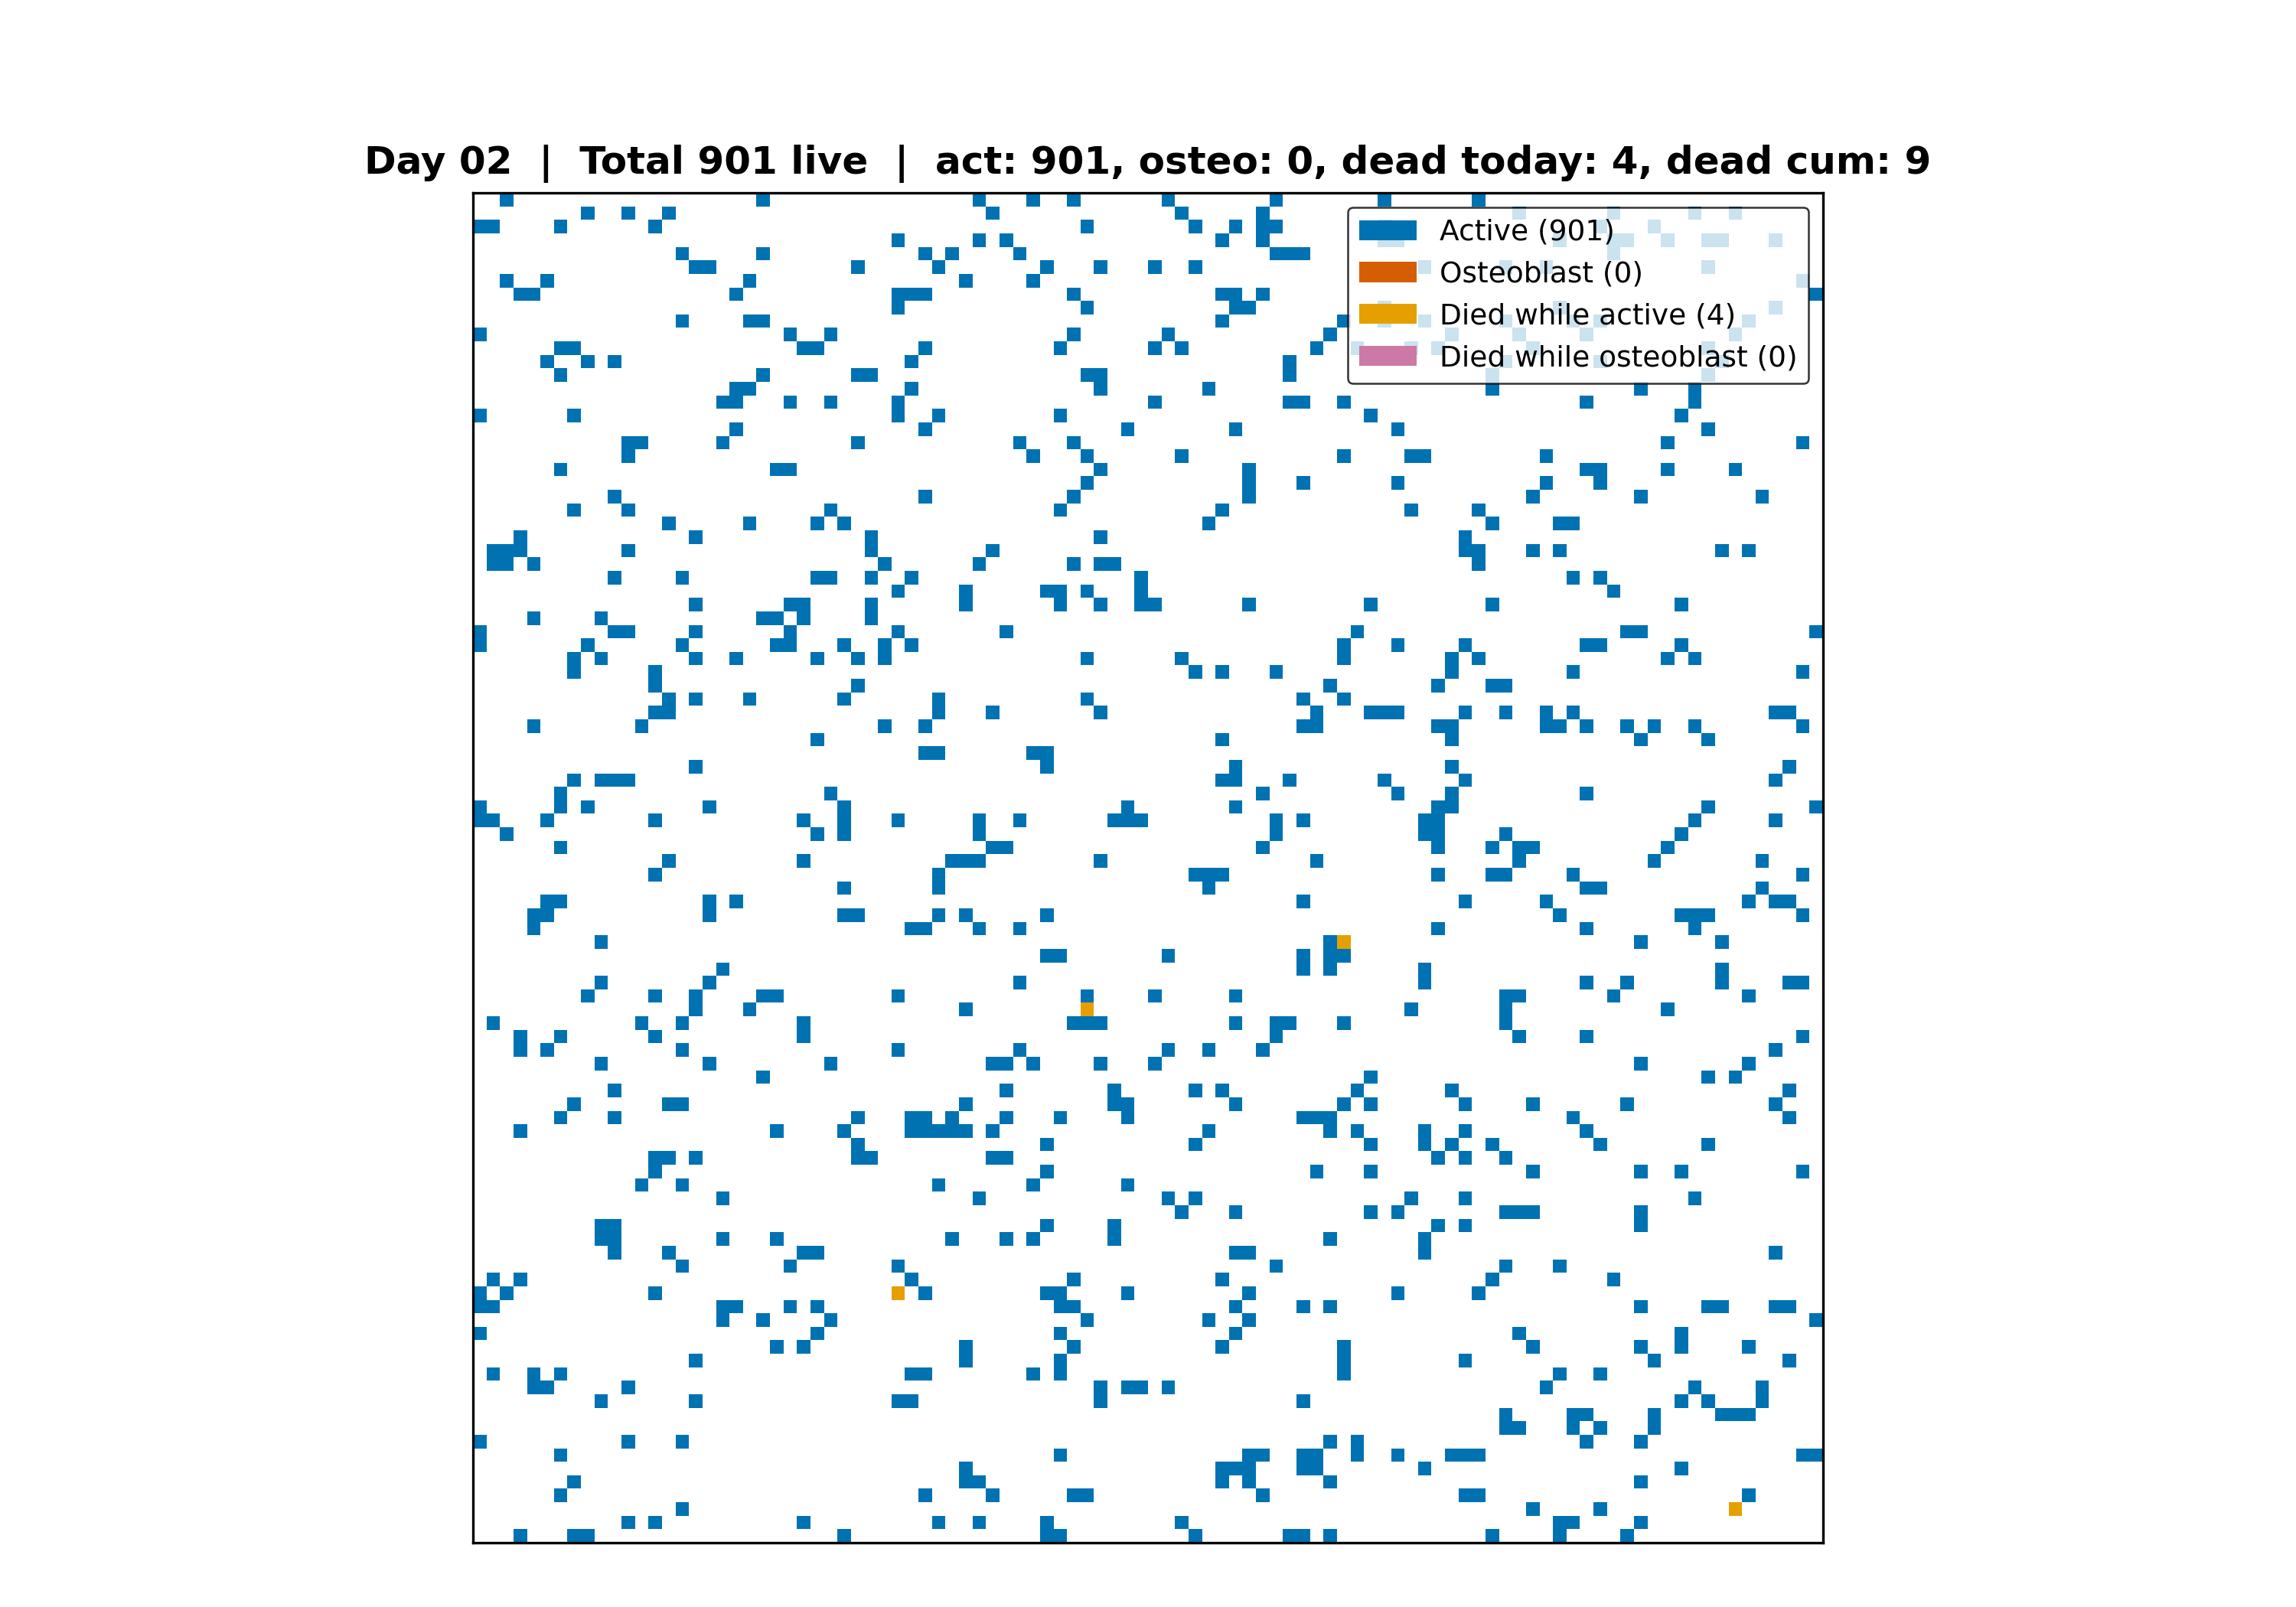 Day 02 | Total 901 live | act: 901, osteo: 0, dead today: 4, dead cum: 9
Active (901)
Osteoblast (0)
Died while active (4)
Died while osteoblast (0)